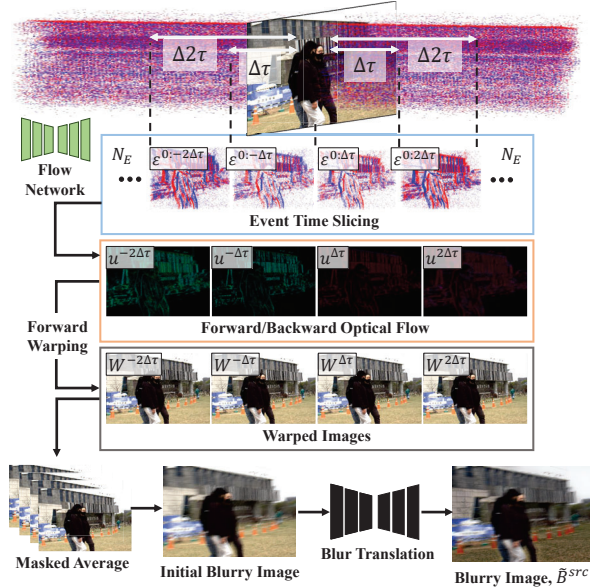 Δ2τ
Δτ
Δτ
Δ2τ
Flow
Network
N_E
ε^{0:−2Δτ}
ε^{0:−Δτ}
ε^{0:Δτ}
ε^{0:2Δτ}
N_E
Event Time Slicing
u^{−2Δτ}
u^{−Δτ}
u^{Δτ}
u^{2Δτ}
Forward/Backward Optical Flow
Forward
Warping
W^{−2Δτ}
W^{−Δτ}
W^{Δτ}
W^{2Δτ}
Warped Images
Masked Average
Initial Blurry Image
Blur Translation
Blurry Image, B̃^{src}